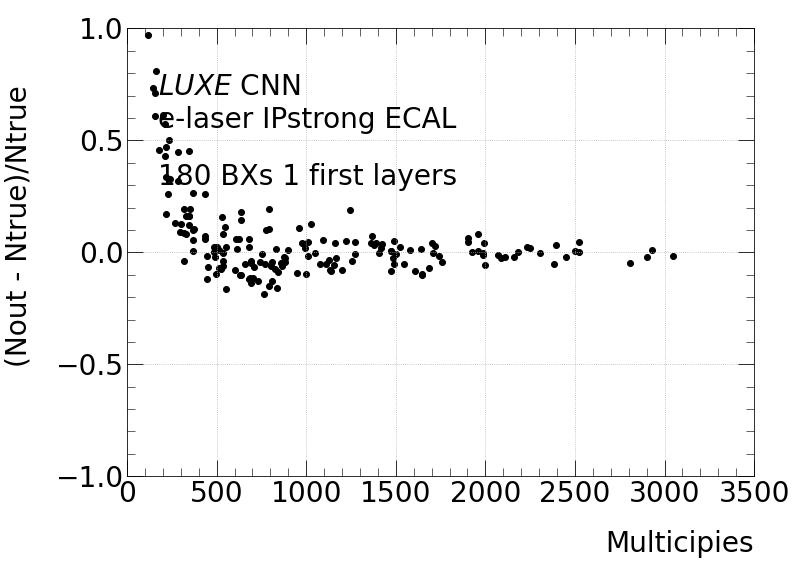 1.0
LUXE CNN
e-laser IPstrong ECAL
0.5
180 BXs 1 first layers
0.0
−0.5
−1.0
(Nout - Ntrue)/Ntrue
0 500 1000 1500 2000 2500 3000 3500
Multicipies